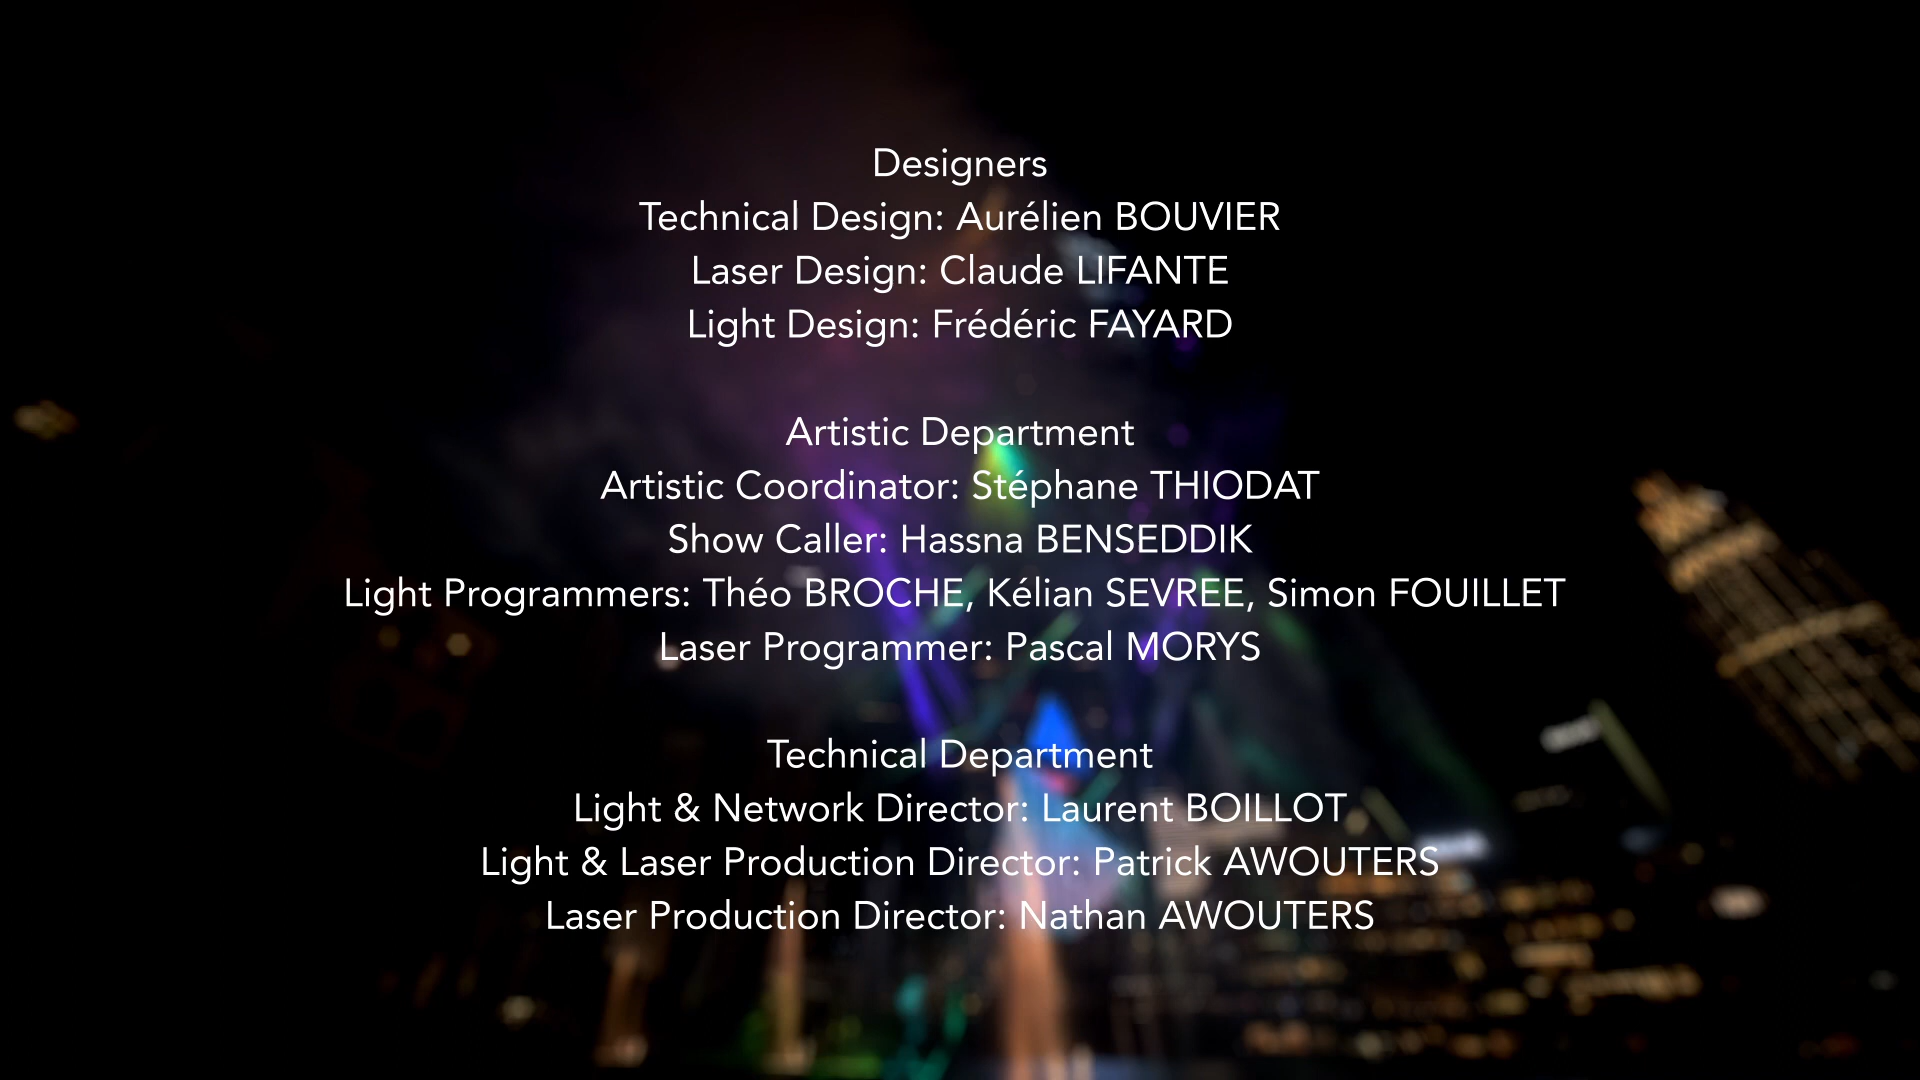 Designers
Technical Design: Aurélien BOUVIER
Laser Design: Claude LIFANTE
Light Design: Frédéric FAYARD
Artistic Department
Artistic Coordinator: Stéphane THIODAT
Show Caller: Hassna BENSEDDIK
Light Programmers: Théo BROCHE, Kélian SEVREE, Simon FOUILLET
Laser Programmer: Pascal MORYS
Technical Department
Light & Network Director: Laurent BOILLOT
Light & Laser Production Director: Patrick AWOUTERS
Laser Production Director: Nathan AWOUTERS